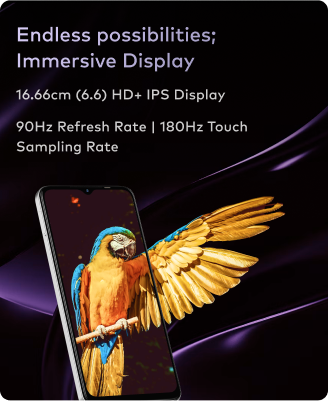 Endless possibilities;
Immersive Display
16.66cm (6.6) HD+ IPS Display
90Hz Refresh Rate | 180Hz Touch
Sampling Rate